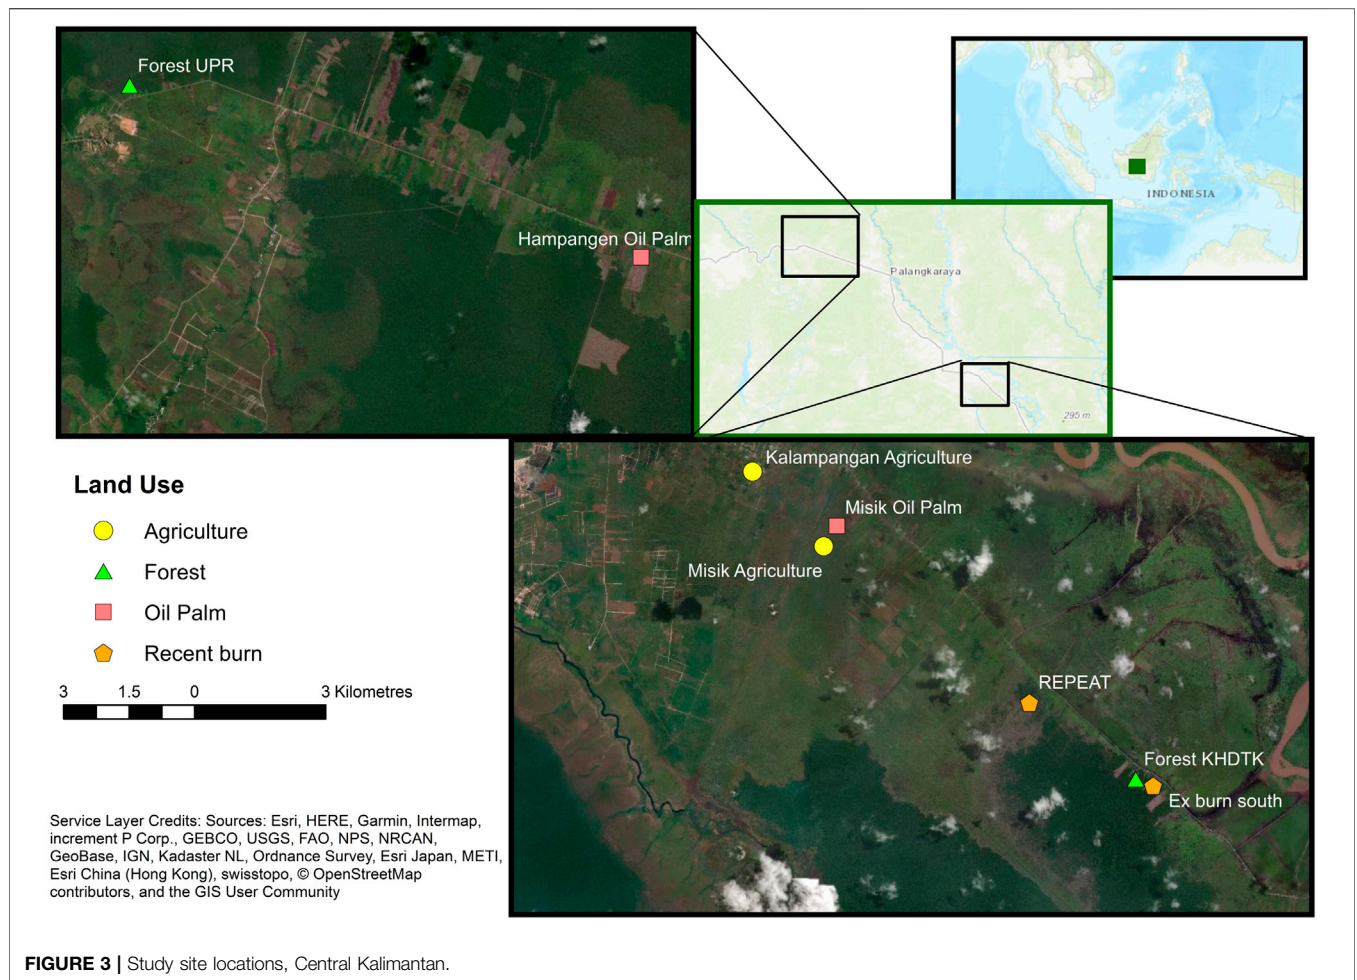 Forest UPR
Hampangen Oil Palm
INDONESIA
Palangkaraya
295 m
Kalampangan Agriculture
Misik Oil Palm
Misik Agriculture
REPEAT
Forest KHDTK
Ex burn south
Land Use
Agriculture
Forest
Oil Palm
Recent burn
3 1.5 0 3 Kilometres
Service Layer Credits: Sources: Esri, HERE, Garmin, Intermap,
increment P Corp., GEBCO, USGS, FAO, NPS, NRCAN,
GeoBase, IGN, Kadaster NL, Ordnance Survey, Esri Japan, METI,
Esri China (Hong Kong), swisstopo, © OpenStreetMap
contributors, and the GIS User Community
FIGURE 3 | Study site locations, Central Kalimantan.